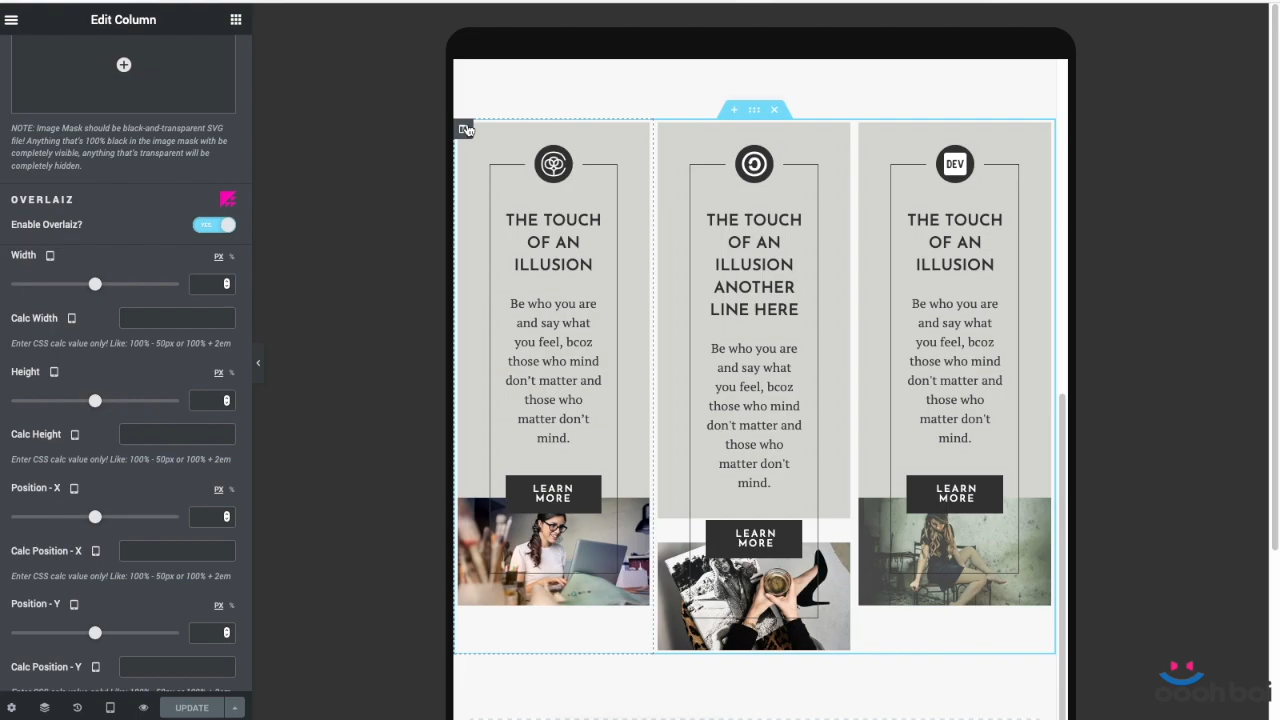 Edit Column
NOTE: Image Mask should be black-and-transparent SVG
file! Anything that's 100% black in the image mask with be
completely visible, anything that's transparent will be
completely hidden.
OVERLAIZ
Enable Overlaiz?
YES
Width
PX %
Calc Width
Enter CSS calc value only! Like: 100% - 50px or 100% + 2em
Height
PX %
Calc Height
Enter CSS calc value only! Like: 100% - 50px or 100% + 2em
Position - X
PX %
Calc Position - X
Enter CSS calc value only! Like: 100% - 50px or 100% + 2em
Position - Y
PX %
Calc Position - Y
UPDATE
THE TOUCH
OF AN
ILLUSION
Be who you are
and say what
you feel, bcoz
those who mind
don't matter and
those who
matter don't
mind.
LEARN
MORE
THE TOUCH
OF AN
ILLUSION
ANOTHER
LINE HERE
Be who you are
and say what
you feel, bcoz
those who mind
don't matter and
those who
matter don't
mind.
LEARN
MORE
DEV
THE TOUCH
OF AN
ILLUSION
Be who you are
and say what
you feel, bcoz
those who mind
don't matter and
those who
matter don't
mind.
LEARN
MORE
ooohboi